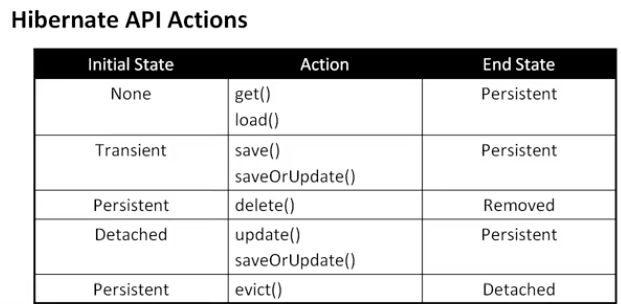 Hibernate API Actions
Initial State Action End State
None get() Persistent
load()
Transient save() Persistent
saveOrUpdate()
Persistent delete() Removed
Detached update() Persistent
saveOrUpdate()
Persistent evict() Detached